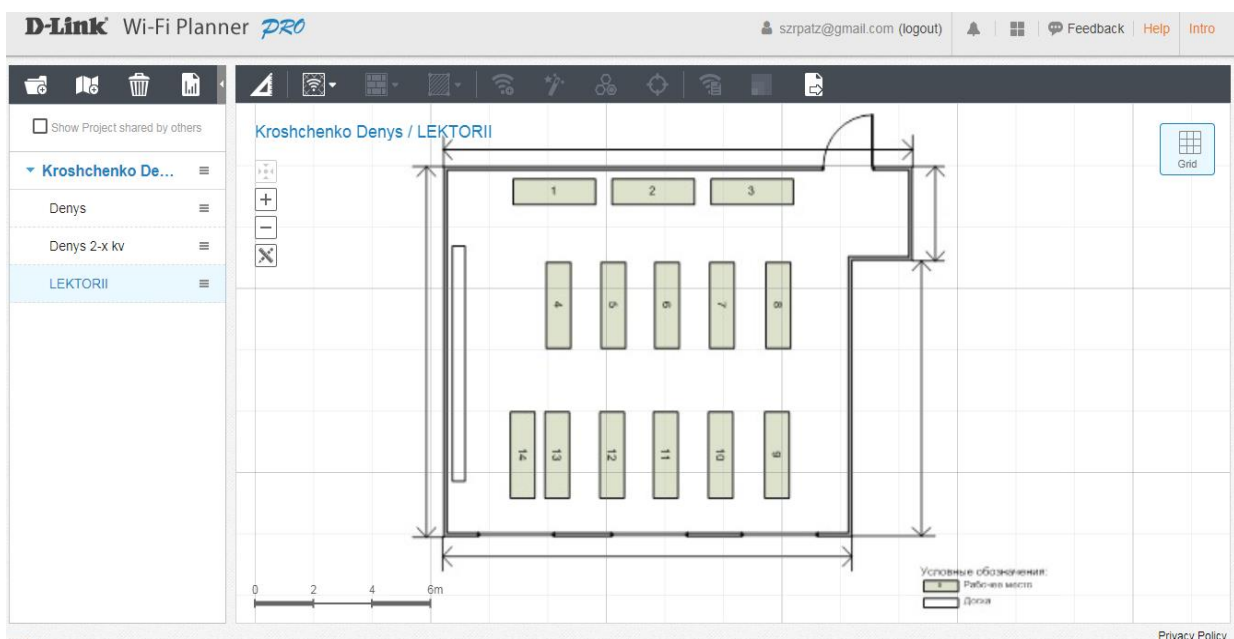 D-Link Wi-Fi Planner PRO
szrpatz@gmail.com (logout) Feedback Help Intro
Show Project shared by others
Kroshchenko De...
Denys
Denys 2-x kv
LEKTORII
Kroshchenko Denys / LEKTORII
Grid
1 2 3
4 5 6 7 8
14 13 12 11 10 9
0 2 4 6m
Условные обозначения:
Рабочее место
Доска
Privacy Policy